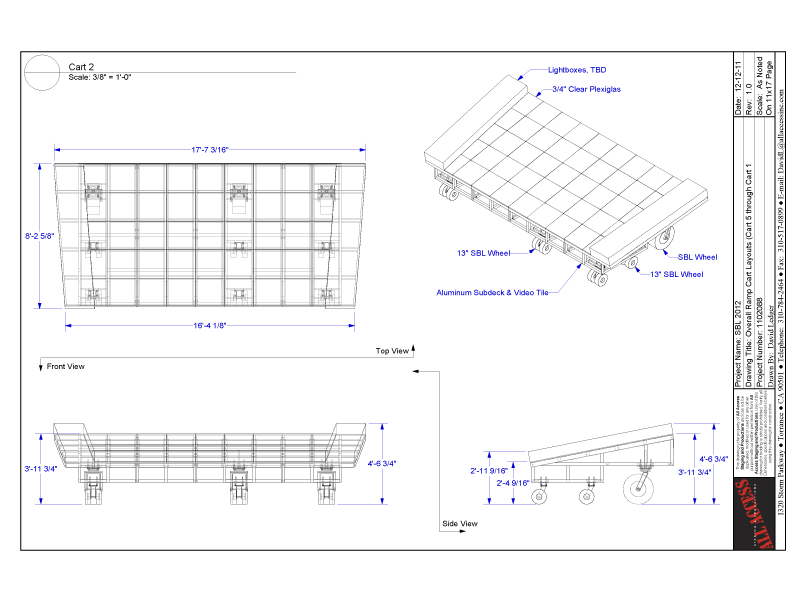 Cart 2
Scale: 3/8" = 1'-0"
Lightboxes, TBD
3/4" Clear Plexiglas
17'-7 3/16"
8'-2 5/8"
16'-4 1/8"
13" SBL Wheel
SBL Wheel
13" SBL Wheel
Aluminum Subdeck & Video Tile
Top View
Front View
3'-11 3/4"
4'-6 3/4"
2'-11 9/16"
2'-4 9/16"
4'-6 3/4"
3'-11 3/4"
Side View
Date: 12-12-11
Rev: 1.0
Scale: As Noted
On 11x17 Page
Project Name: SBL 2012
Drawing Title: Overall Ramp Cart Layouts (Cart 5 through Cart 1
Project Number: 1102088
Drawn By: David Ledger
ALL ACCESS
1320 Storm Parkway ● Torrance ● CA 90501 ● Telephone: 310-784-2464 ● Fax: 310-517-0899 ● E-mail: DavidL@allaccessinc.com